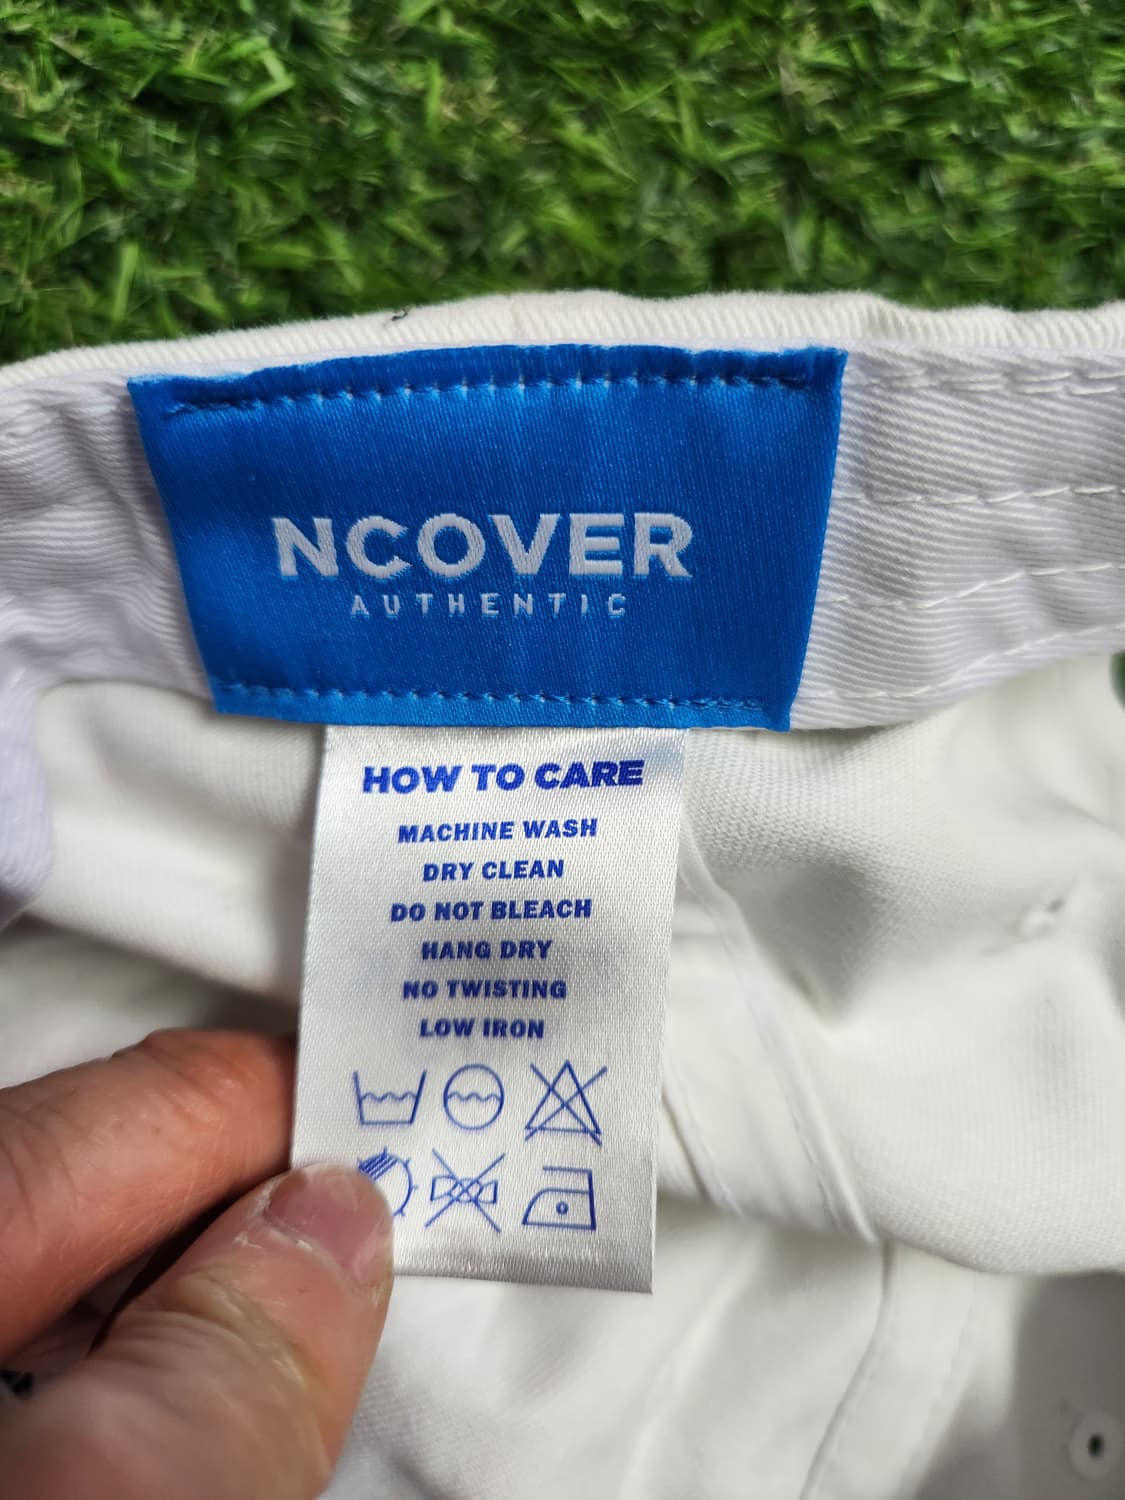 NCOVER
AUTHENTIC
HOW TO CARE
MACHINE WASH
DRY CLEAN
DO NOT BLEACH
HANG DRY
NO TWISTING
LOW IRON